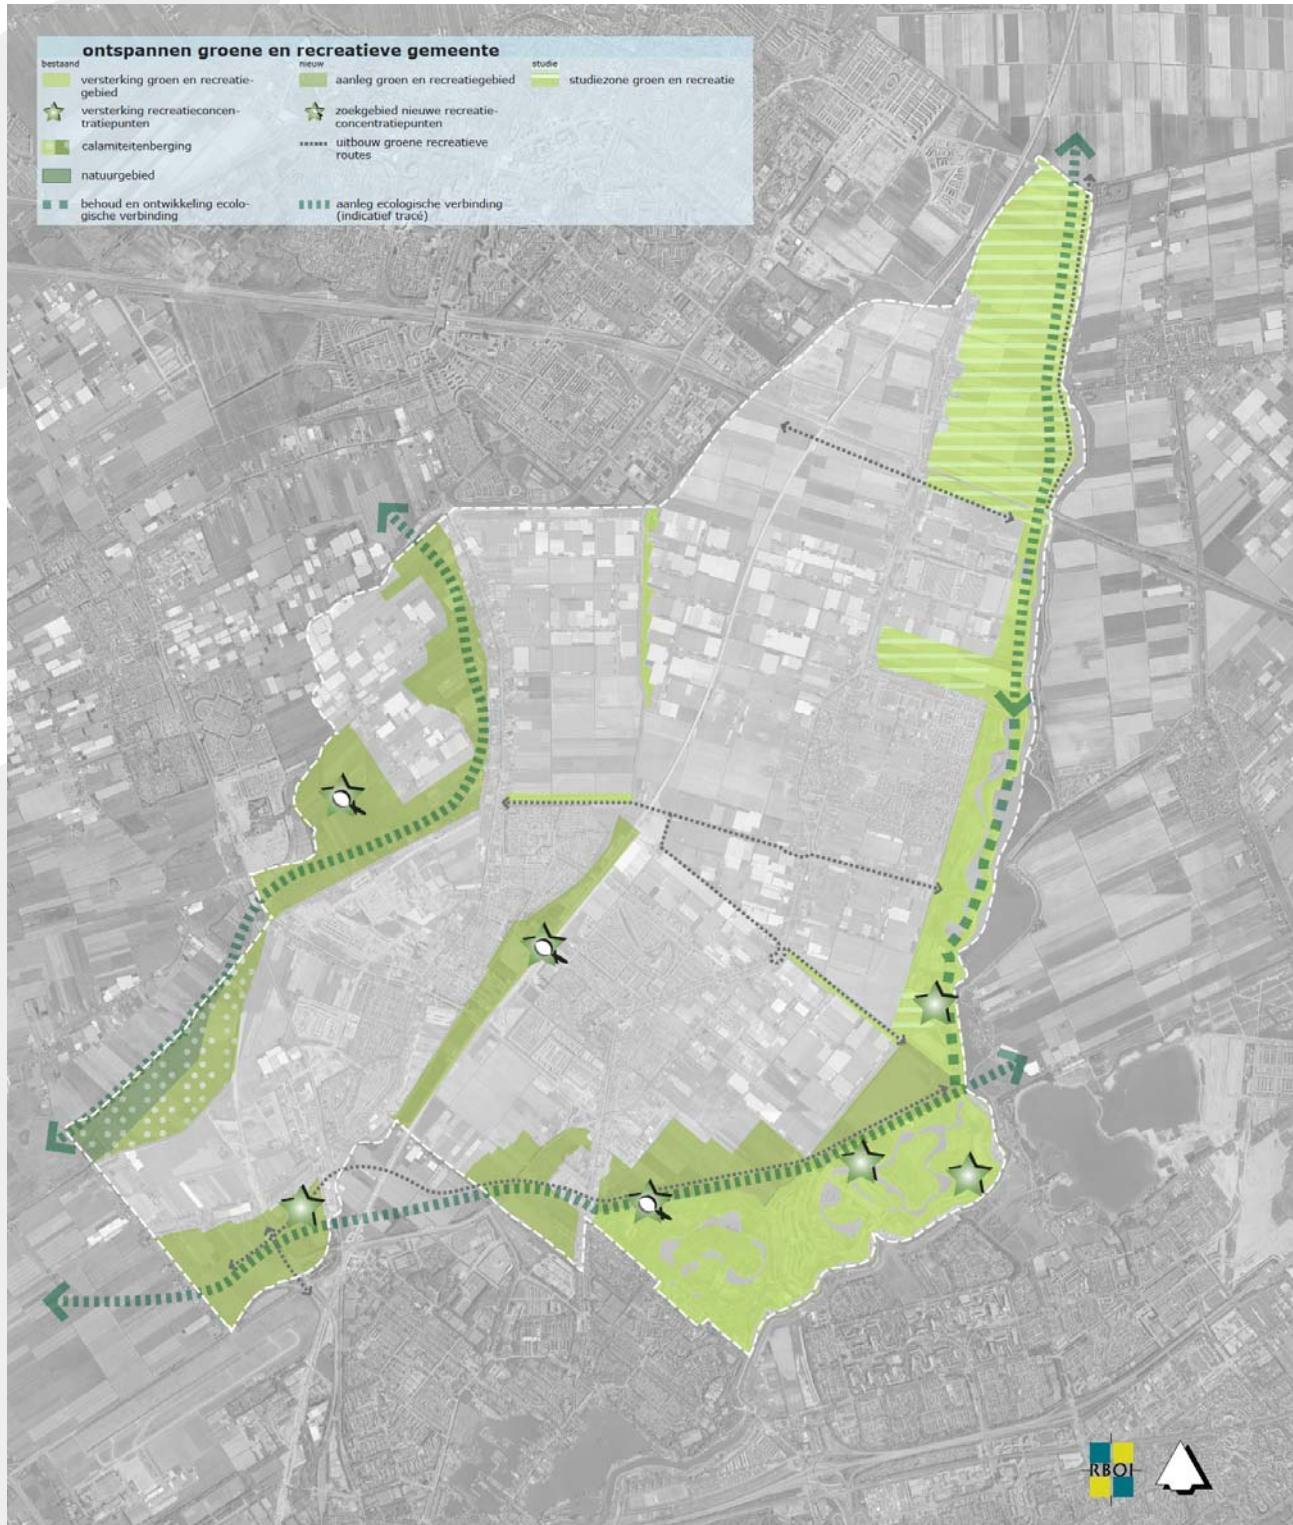 ontspannen groene en recreatieve gemeente
bestaand
versterking groen en recreatie-
gebied
versterking recreatieconcen-
tratiepunten
calamiteitenberging
natuurgebied
behoud en ontwikkeling ecolo-
gische verbinding
nieuw
aanleg groen en recreatiegebied
zoekgebied nieuwe recreatie-
concentratiepunten
uitbouw groene recreatieve
routes
aanleg ecologische verbinding
(indicatief tracé)
studie
studiezone groen en recreatie
RBOI